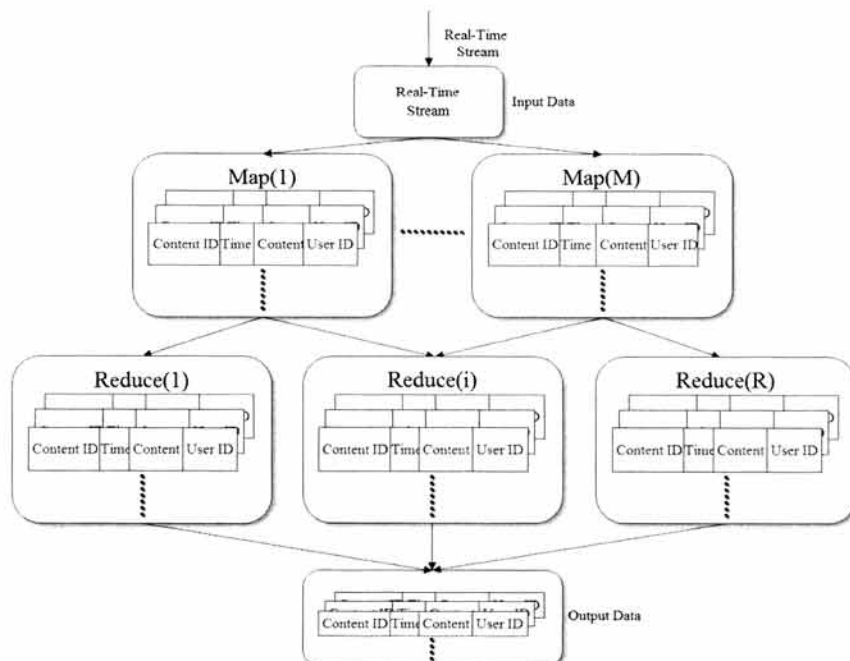 Real-Time
Stream
Real-Time
Stream
Input Data
Map(1)
Content ID Time Content User ID
Map(M)
Content ID Time Content User ID
Reduce(1)
Content ID Time Content User ID
Reduce(i)
Content ID Time Content User ID
Reduce(R)
Content ID Time Content User ID
Content ID Time Content User ID
Output Data